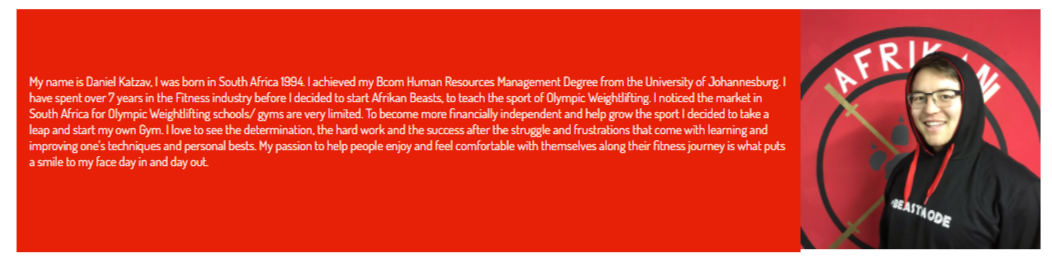 My name is Daniel Katzav, I was born in South Africa 1994. I achieved my Bcom Human Resources Management Degree from the University of Johannesburg. I
have spent over 7 years in the Fitness industry before I decided to start Afrikan Beasts, to teach the sport of Olympic Weightlifting. I noticed the market in
South Africa for Olympic Weightlifting schools/ gyms are very limited. To become more financially independent and help grow the sport I decided to take a
leap and start my own Gym. I love to see the determination, the hard work and the success after the struggle and frustrations that come with learning and
improving one's techniques and personal bests. My passion to help people enjoy and feel comfortable with themselves along their fitness journey is what puts
a smile to my face day in and day out.
AFRIKAN
#BEASTMODE